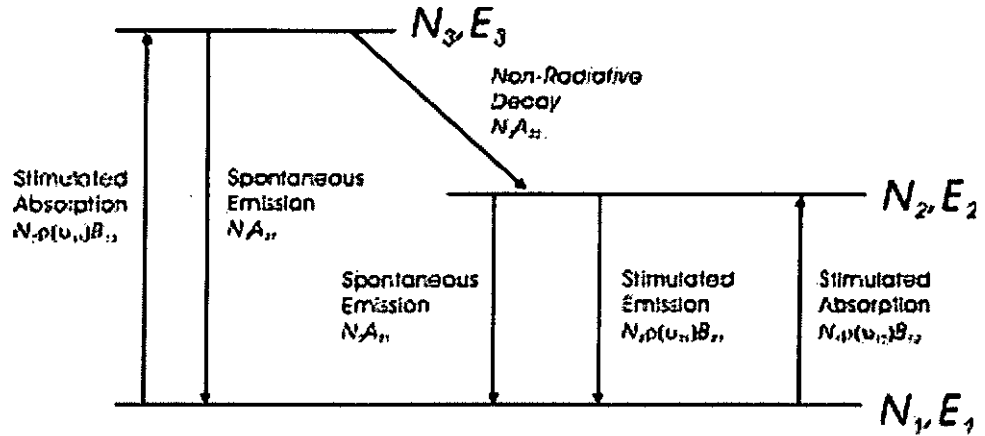 N₃, E₃
Non-Radiative
Decay
Stimulated
Absorption
Spontaneous
Emission
N₂, E₂
Spontaneous
Emission
Stimulated
Emission
Stimulated
Absorption
N₁, E₁